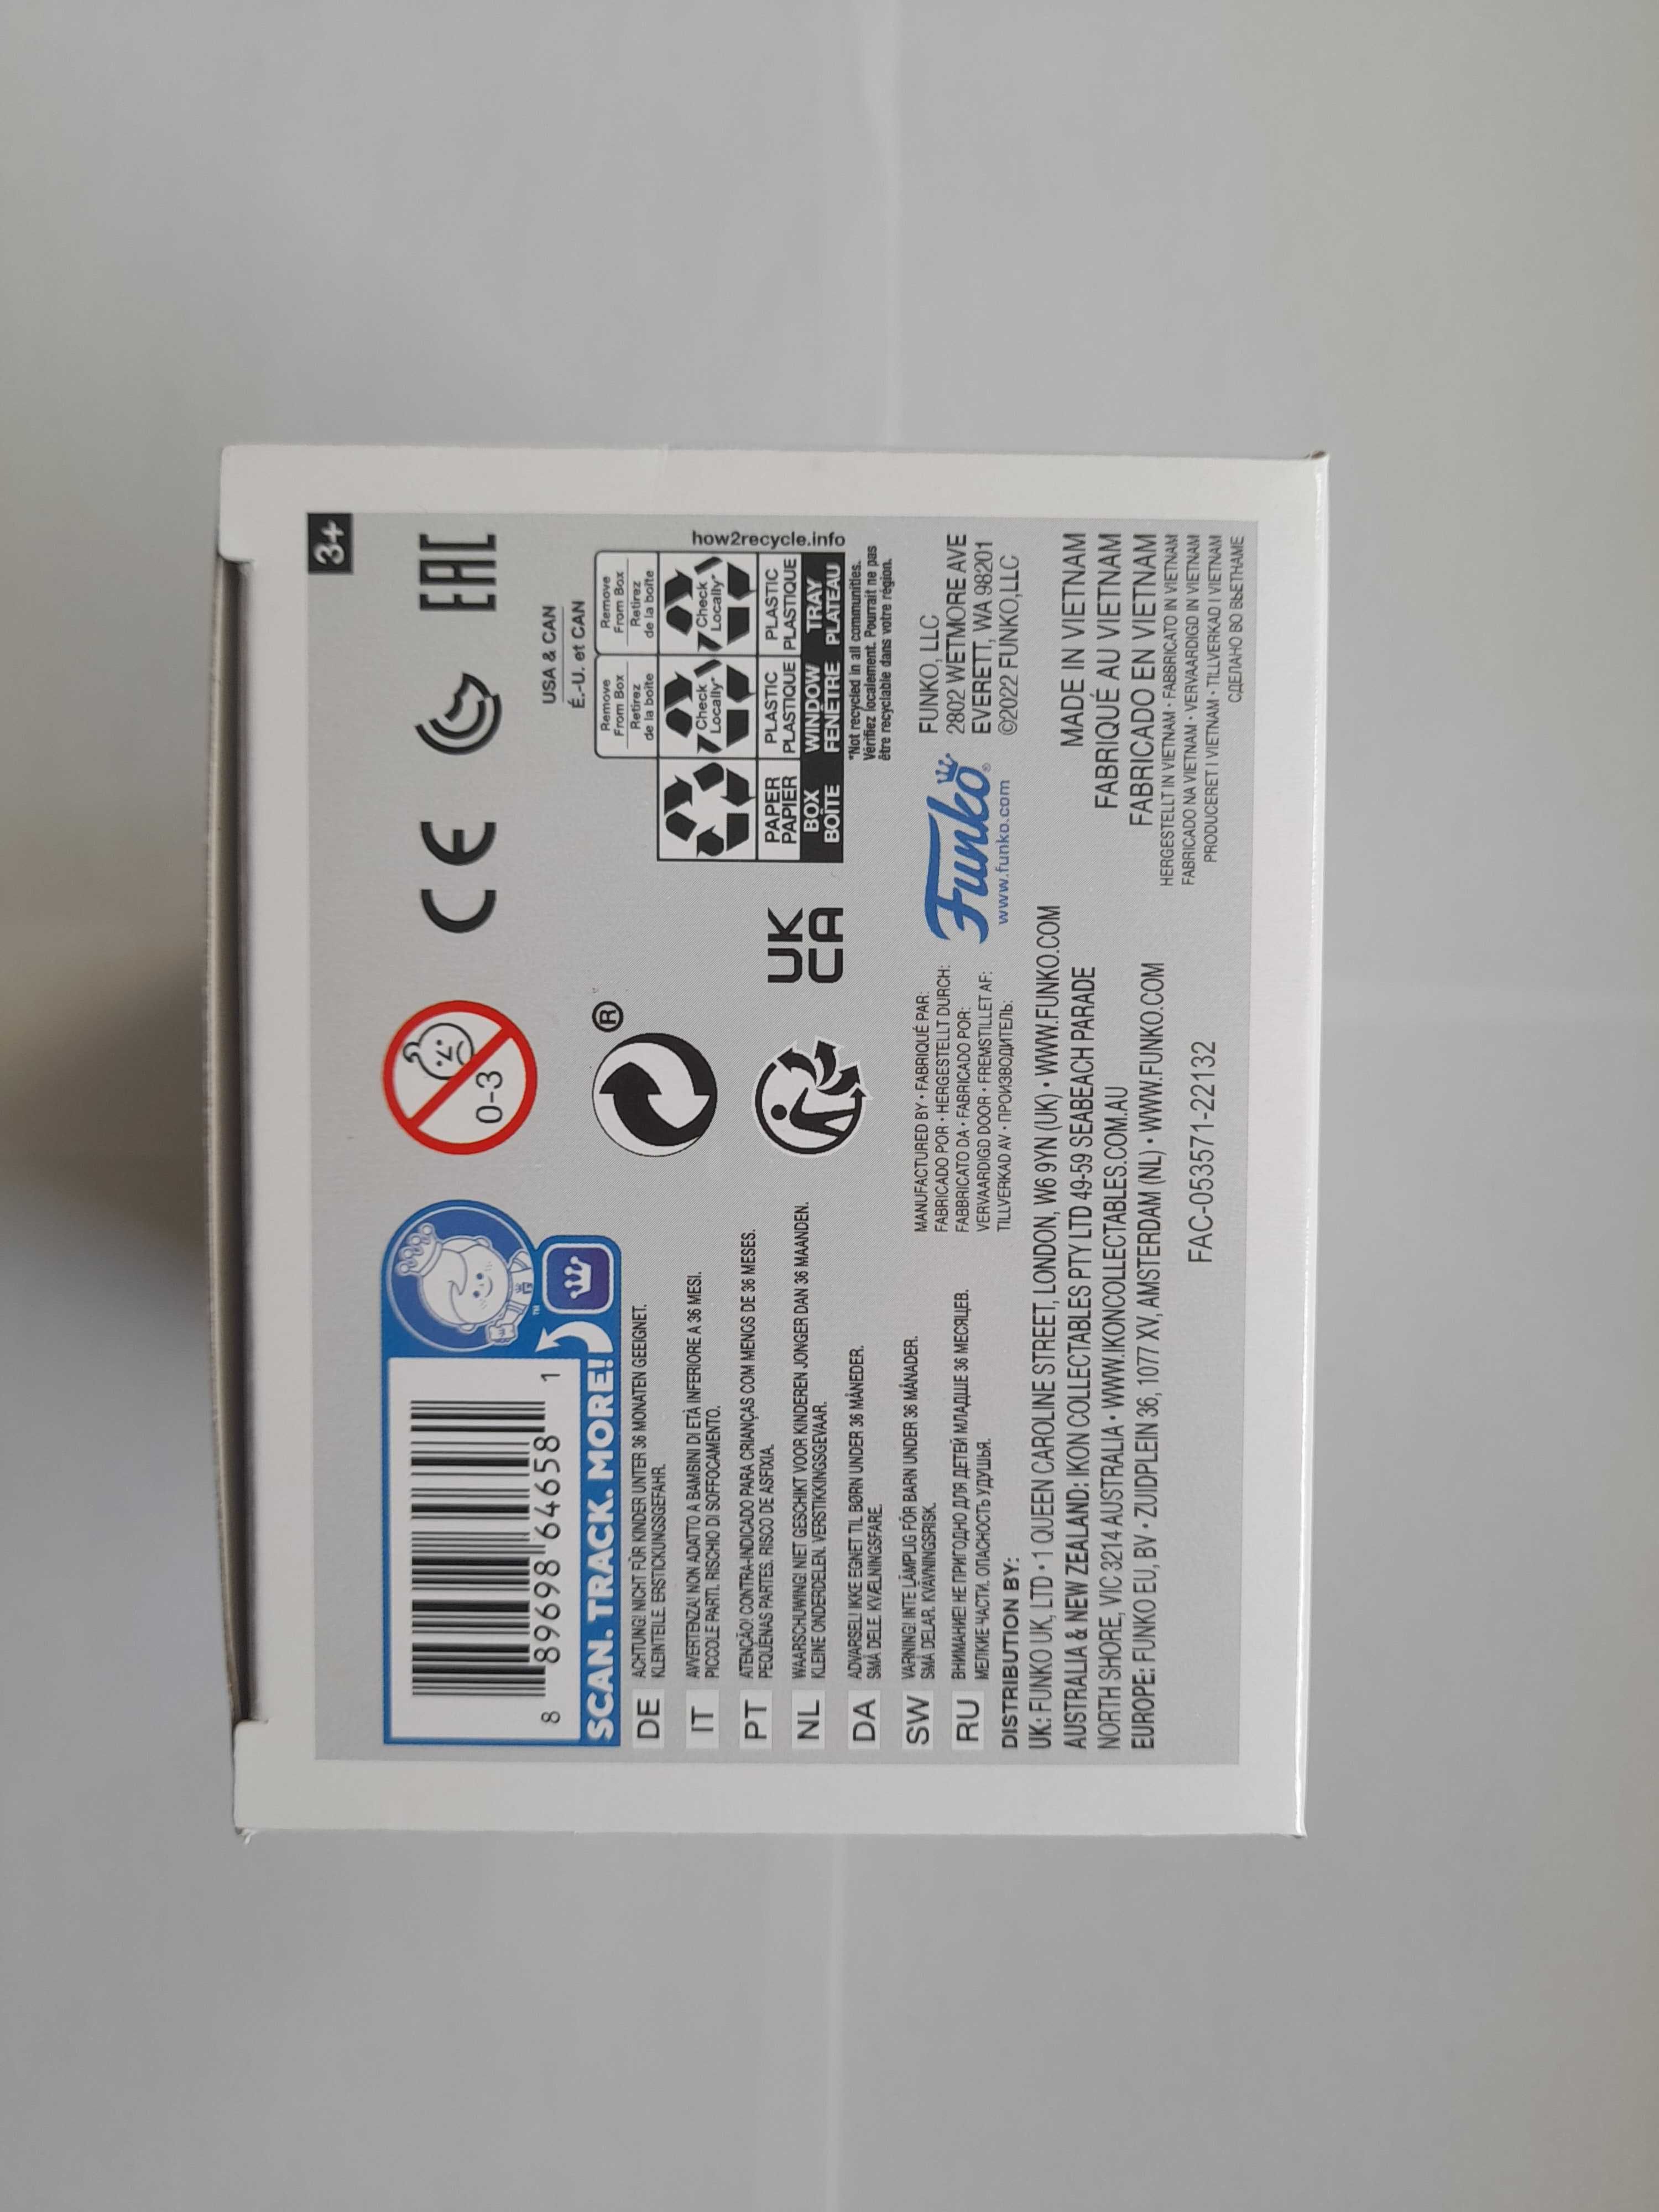 3+
8 89698 64658 1
SCAN. TRACK. MORE!
™
0-3
CE
EAC
USA & CAN
É.-U. et CAN
Remove
From Box
Retirez
de la boîte
Remove
From Box
Retirez
de la boîte
Check
Locally*
Check
Locally*
PAPER
PAPIER
PLASTIC
PLASTIQUE
PLASTIC
PLASTIQUE
BOX
BOÎTE
WINDOW
FENÊTRE
TRAY
PLATEAU
how2recycle.info
*Not recycled in all communities.
Vérifiez localement. Pourrait ne pas
être recyclable dans votre région.
®
UK
CA
DE ACHTUNG! NICHT FÜR KINDER UNTER 36 MONATEN GEEIGNET.
KLEINTEILE. ERSTICKUNGSGEFAHR.
IT AVVERTENZA! NON ADATTO A BAMBINI DI ETÀ INFERIORE A 36 MESI.
PICCOLE PARTI. RISCHIO DI SOFFOCAMENTO.
PT ATENÇÃO! CONTRA-INDICADO PARA CRIANÇAS COM MENOS DE 36 MESES.
PEQUENAS PARTES. RISCO DE ASFIXIA.
NL WAARSCHUWING! NIET GESCHIKT VOOR KINDEREN JONGER DAN 36 MAANDEN.
KLEINE ONDERDELEN. VERSTIKKINGSGEVAAR.
DA ADVARSEL! IKKE EGNET TIL BØRN UNDER 36 MÅNEDER.
SMÅ DELE. KVÆLNINGSFARE.
SW VARNING! INTE LÄMPLIG FÖR BARN UNDER 36 MÅNADER.
SMÅ DELAR. KVÄVNINGSRISK.
RU ВНИМАНИЕ! НЕ ПРИГОДНО ДЛЯ ДЕТЕЙ МЛАДШЕ 36 МЕСЯЦЕВ.
МЕЛКИЕ ЧАСТИ. ОПАСНОСТЬ УДУШЬЯ.
MANUFACTURED BY • FABRIQUÉ PAR:
FABRICADO POR • HERGESTELLT DURCH:
FABBRICATO DA • FABRICADO POR:
VERVAARDIGD DOOR • FREMSTILLET AF:
TILLVERKAD AV • ПРОИЗВОДИТЕЛЬ:
Funko®
www.funko.com
FUNKO, LLC
2802 WETMORE AVE
EVERETT, WA 98201
©2022 FUNKO,LLC
DISTRIBUTION BY:
UK: FUNKO UK, LTD • 1 QUEEN CAROLINE STREET, LONDON, W6 9YN (UK) • WWW.FUNKO.COM
AUSTRALIA & NEW ZEALAND: IKON COLLECTABLES PTY LTD 49-59 SEABEACH PARADE
NORTH SHORE, VIC 3214 AUSTRALIA • WWW.IKONCOLLECTABLES.COM.AU
EUROPE: FUNKO EU, BV • ZUIDPLEIN 36, 1077 XV, AMSTERDAM (NL) • WWW.FUNKO.COM
FAC-053571-22132
MADE IN VIETNAM
FABRIQUÉ AU VIETNAM
FABRICADO EN VIETNAM
HERGESTELLT IN VIETNAM • FABBRICATO IN VIETNAM
FABRICADO NA VIETNAM • VERVAARDIGD IN VIETNAM
PRODUCERET I VIETNAM • TILLVERKAD I VIETNAM
СДЕЛАНО ВО ВЬЕТНАМЕ